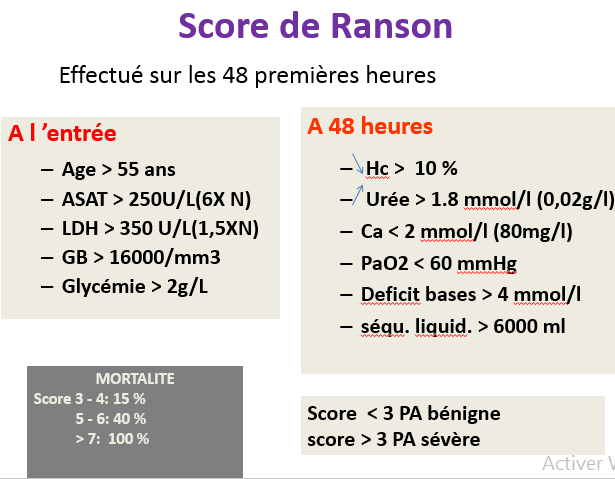 Score de Ranson
Effectué sur les 48 premières heures
A l ’entrée
– Age > 55 ans
– ASAT > 250U/L(6X N)
– LDH > 350 U/L(1,5XN)
– GB > 16000/mm3
– Glycémie > 2g/L
A 48 heures
– Hc > 10 %
– Urée > 1.8 mmol/l (0,02g/l)
– Ca < 2 mmol/l (80mg/l)
– PaO2 < 60 mmHg
– Deficit bases > 4 mmol/l
– séqu. liquid. > 6000 ml
MORTALITE
Score 3 - 4: 15 %
5 - 6: 40 %
> 7: 100 %
Score < 3 PA bénigne
score > 3 PA sévère
Activer